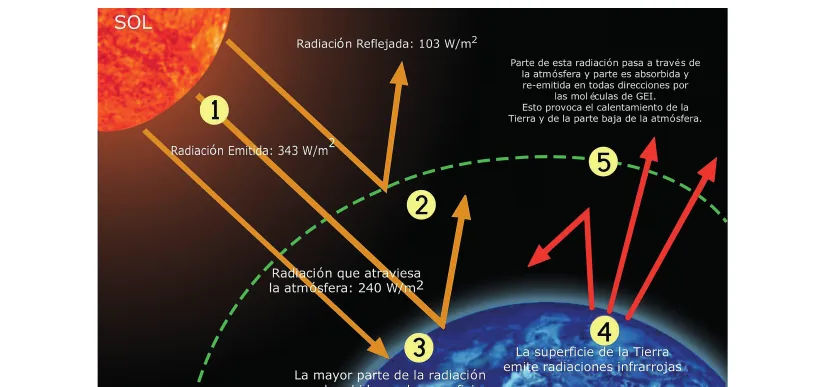 SOL
Radiación Reflejada: 103 W/m2
Parte de esta radiación pasa a través de
la atmósfera y parte es absorbida y
re-emitida en todas direcciones por
las moléculas de GEI.
Esto provoca el calentamiento de la
Tierra y de la parte baja de la atmósfera.
1
Radiación Emitida: 343 W/m2
5
2
Radiación que atraviesa
la atmósfera: 240 W/m2
3
4
La mayor parte de la radiación
La superficie de la Tierra
emite radiaciones infrarrojas